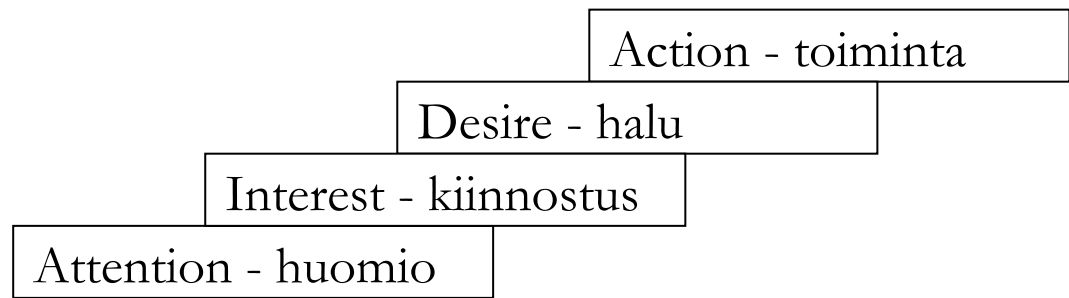 Action - toiminta
Desire - halu
Interest - kiinnostus
Attention - huomio